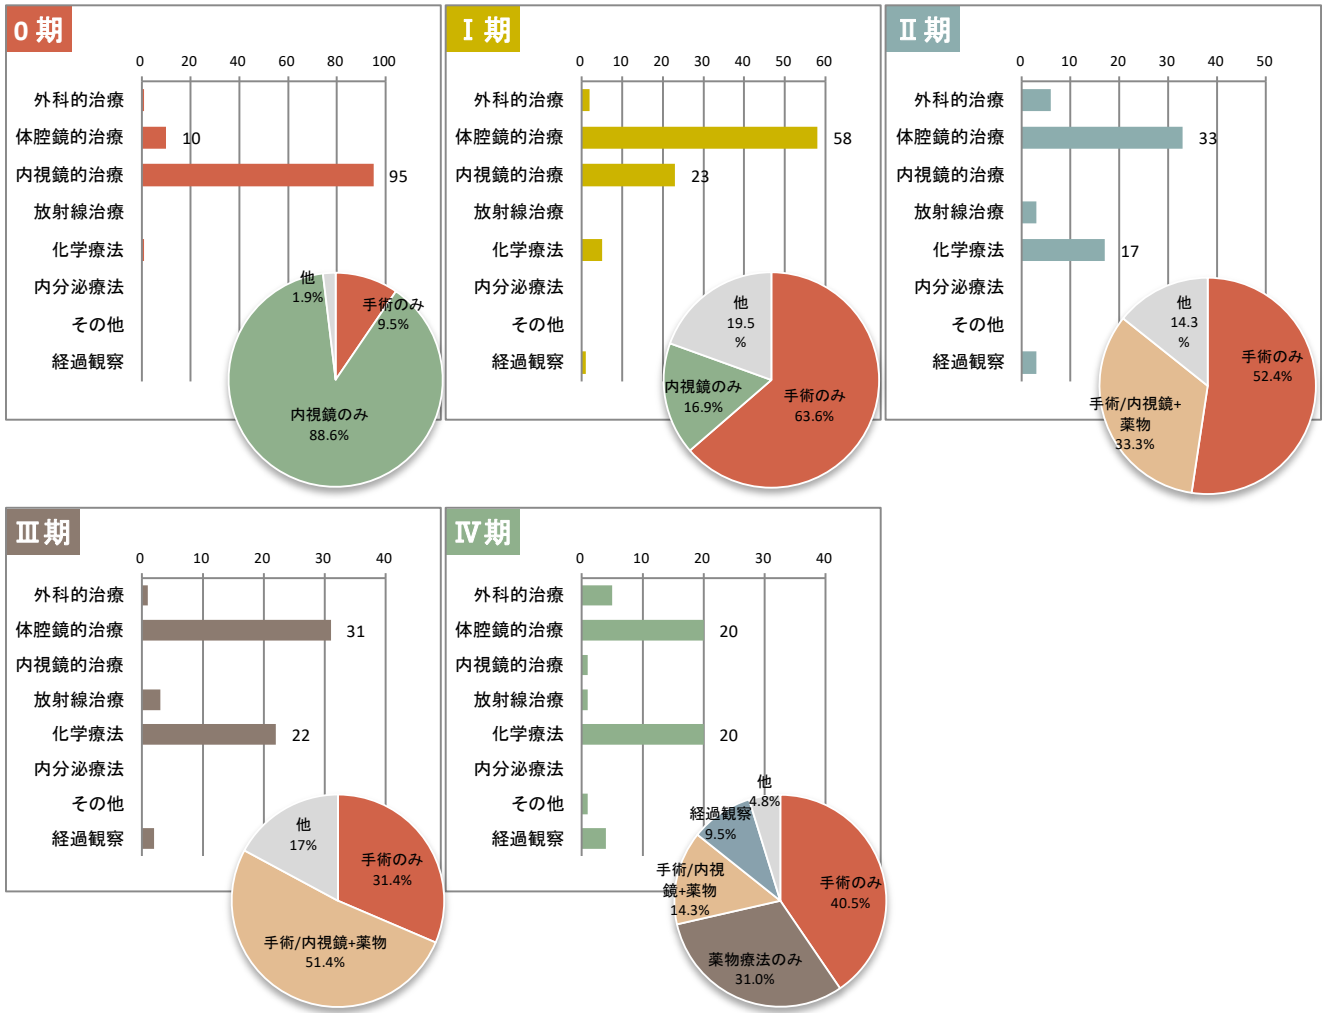 0 期
0 20 40 60 80 100
外科的治療
体腔鏡的治療 10
内視鏡的治療 95
放射線治療
化学療法
内分泌療法
その他
経過観察
他
1.9%
手術のみ
9.5%
内視鏡のみ
88.6%
Ⅰ 期
0 10 20 30 40 50 60
外科的治療
体腔鏡的治療 58
内視鏡的治療 23
放射線治療
化学療法
内分泌療法
その他
経過観察
他
19.5
%
内視鏡のみ
16.9%
手術のみ
63.6%
Ⅱ 期
0 10 20 30 40 50
外科的治療
体腔鏡的治療 33
内視鏡的治療
放射線治療
化学療法 17
内分泌療法
その他
経過観察
他
14.3
%
手術のみ
52.4%
手術/内視鏡+
薬物
33.3%
Ⅲ 期
0 10 20 30 40
外科的治療
体腔鏡的治療 31
内視鏡的治療
放射線治療
化学療法 22
内分泌療法
その他
経過観察
他
17%
手術のみ
31.4%
手術/内視鏡+薬物
51.4%
Ⅳ 期
0 10 20 30 40
外科的治療
体腔鏡的治療 20
内視鏡的治療
放射線治療
化学療法 20
内分泌療法
その他
経過観察
他
4.8%
経過観察
9.5%
手術/内視
鏡+薬物
14.3%
手術のみ
40.5%
薬物療法のみ
31.0%